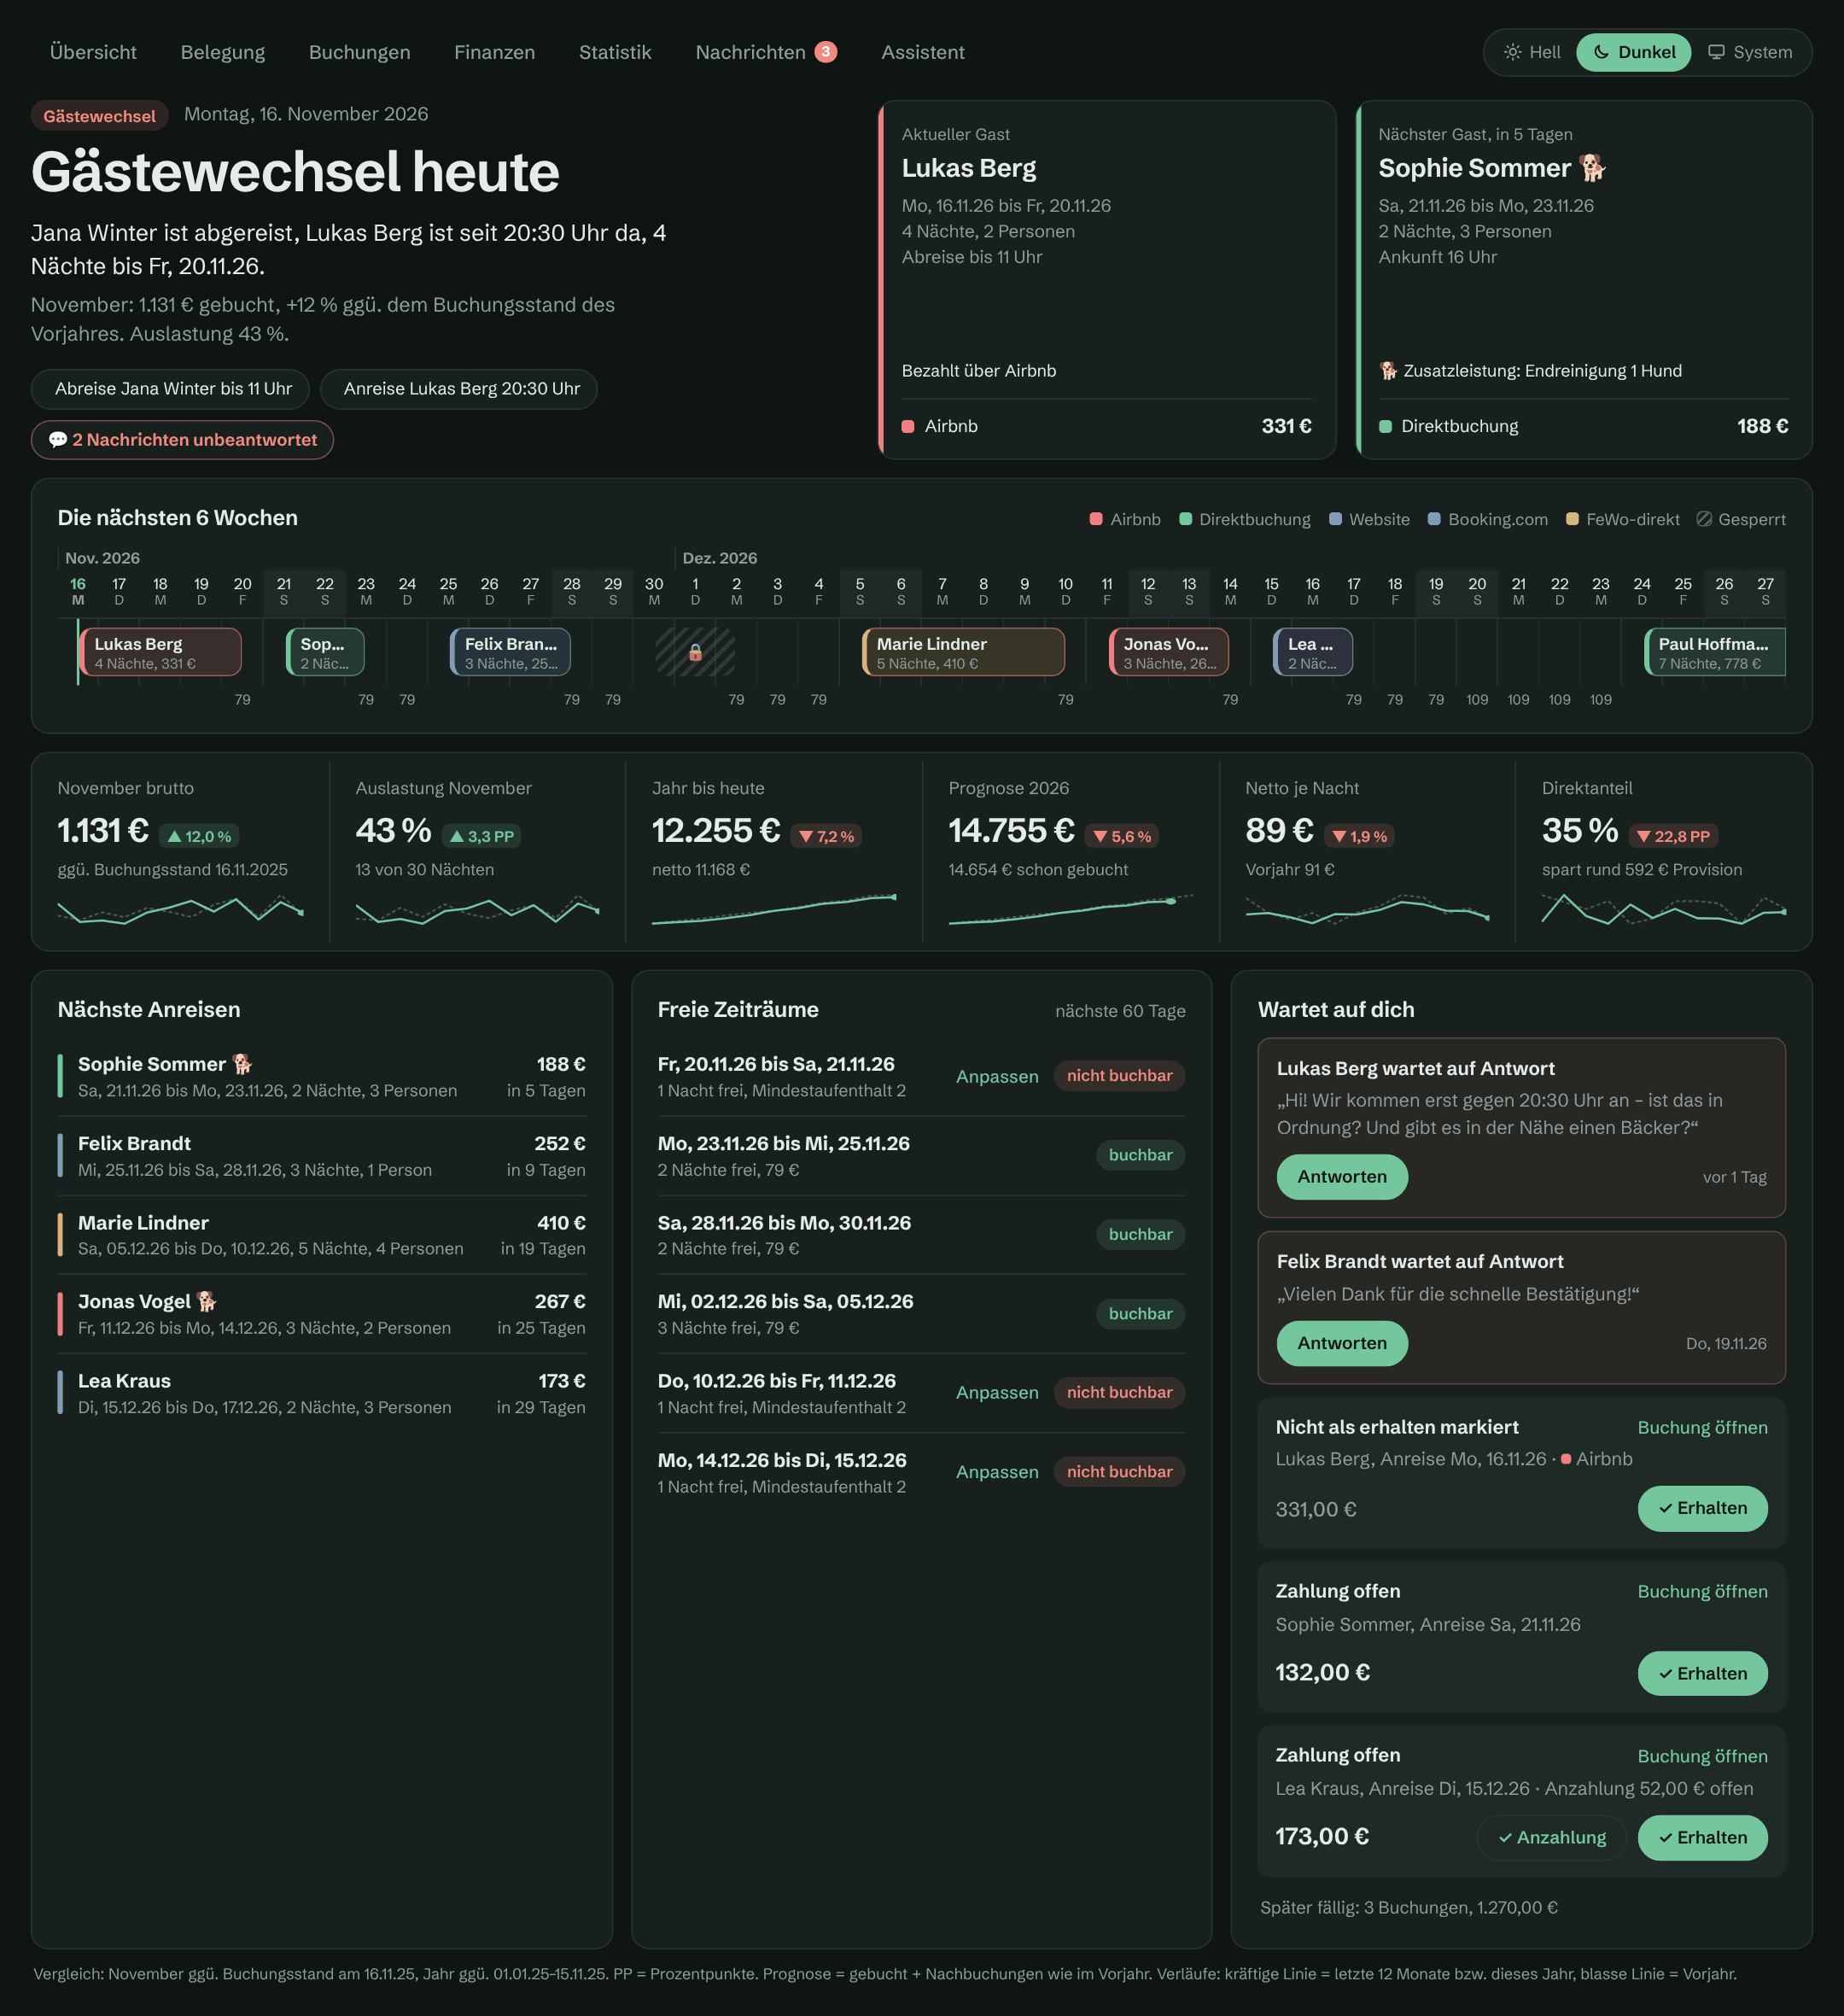 Übersicht Belegung Buchungen Finanzen Statistik Nachrichten 3 Assistent
Hell Dunkel System
Gästewechsel Montag, 16. November 2026
Gästewechsel heute
Jana Winter ist abgereist, Lukas Berg ist seit 20:30 Uhr da, 4
Nächte bis Fr, 20.11.26.
November: 1.131 € gebucht, +12 % ggü. dem Buchungsstand des
Vorjahres. Auslastung 43 %.
Abreise Jana Winter bis 11 Uhr
Anreise Lukas Berg 20:30 Uhr
💬 2 Nachrichten unbeantwortet
Aktueller Gast
Lukas Berg
Mo, 16.11.26 bis Fr, 20.11.26
4 Nächte, 2 Personen
Abreise bis 11 Uhr
Bezahlt über Airbnb
Airbnb 331 €
Nächster Gast, in 5 Tagen
Sophie Sommer 🐕
Sa, 21.11.26 bis Mo, 23.11.26
2 Nächte, 3 Personen
Ankunft 16 Uhr
🐕 Zusatzleistung: Endreinigung 1 Hund
Direktbuchung 188 €
Die nächsten 6 Wochen
Airbnb Direktbuchung Website Booking.com FeWo-direkt Gesperrt
Nov. 2026 Dez. 2026
16 17 18 19 20 21 22 23 24 25 26 27 28 29 30 1 2 3 4 5 6 7 8 9 10 11 12 13 14 15 16 17 18 19 20 21 22 23 24 25 26 27
M D M D F S S M D M D F S S M D M D F S S M D M D F S S M D M D F S S M D M D F S S
Lukas Berg Sop... Felix Bran... Marie Lindner Jonas Vo... Lea ... Paul Hoffma...
4 Nächte, 331 € 2 Näc... 3 Nächte, 25... 5 Nächte, 410 € 3 Nächte, 26... 2 Näc... 7 Nächte, 778 €
79 79 79 79 79 79 79 79 79 79 79 79 79 109 109 109 109
November brutto
1.131 € ▲ 12,0 %
ggü. Buchungsstand 16.11.2025
Auslastung November
43 % ▲ 3,3 PP
13 von 30 Nächten
Jahr bis heute
12.255 € ▼ 7,2 %
netto 11.168 €
Prognose 2026
14.755 € ▼ 5,6 %
14.654 € schon gebucht
Netto je Nacht
89 € ▼ 1,9 %
Vorjahr 91 €
Direktanteil
35 % ▼ 22,8 PP
spart rund 592 € Provision
Nächste Anreisen
Sophie Sommer 🐕 188 €
Sa, 21.11.26 bis Mo, 23.11.26, 2 Nächte, 3 Personen in 5 Tagen
Felix Brandt 252 €
Mi, 25.11.26 bis Sa, 28.11.26, 3 Nächte, 1 Person in 9 Tagen
Marie Lindner 410 €
Sa, 05.12.26 bis Do, 10.12.26, 5 Nächte, 4 Personen in 19 Tagen
Jonas Vogel 🐕 267 €
Fr, 11.12.26 bis Mo, 14.12.26, 3 Nächte, 2 Personen in 25 Tagen
Lea Kraus 173 €
Di, 15.12.26 bis Do, 17.12.26, 2 Nächte, 3 Personen in 29 Tagen
Freie Zeiträume nächste 60 Tage
Fr, 20.11.26 bis Sa, 21.11.26
1 Nacht frei, Mindestaufenthalt 2
Anpassen nicht buchbar
Mo, 23.11.26 bis Mi, 25.11.26
2 Nächte frei, 79 €
buchbar
Sa, 28.11.26 bis Mo, 30.11.26
2 Nächte frei, 79 €
buchbar
Mi, 02.12.26 bis Sa, 05.12.26
3 Nächte frei, 79 €
buchbar
Do, 10.12.26 bis Fr, 11.12.26
1 Nacht frei, Mindestaufenthalt 2
Anpassen nicht buchbar
Mo, 14.12.26 bis Di, 15.12.26
1 Nacht frei, Mindestaufenthalt 2
Anpassen nicht buchbar
Wartet auf dich
Lukas Berg wartet auf Antwort
„Hi! Wir kommen erst gegen 20:30 Uhr an – ist das in
Ordnung? Und gibt es in der Nähe einen Bäcker?“
Antworten vor 1 Tag
Felix Brandt wartet auf Antwort
„Vielen Dank für die schnelle Bestätigung!“
Antworten Do, 19.11.26
Nicht als erhalten markiert Buchung öffnen
Lukas Berg, Anreise Mo, 16.11.26 · Airbnb
331,00 € ✓ Erhalten
Zahlung offen Buchung öffnen
Sophie Sommer, Anreise Sa, 21.11.26
132,00 € ✓ Erhalten
Zahlung offen Buchung öffnen
Lea Kraus, Anreise Di, 15.12.26 · Anzahlung 52,00 € offen
173,00 € ✓ Anzahlung ✓ Erhalten
Später fällig: 3 Buchungen, 1.270,00 €
Vergleich: November ggü. Buchungsstand am 16.11.25, Jahr ggü. 01.01.25–15.11.25. PP = Prozentpunkte. Prognose = gebucht + Nachbuchungen wie im Vorjahr. Verläufe: kräftige Linie = letzte 12 Monate bzw. dieses Jahr, blasse Linie = Vorjahr.